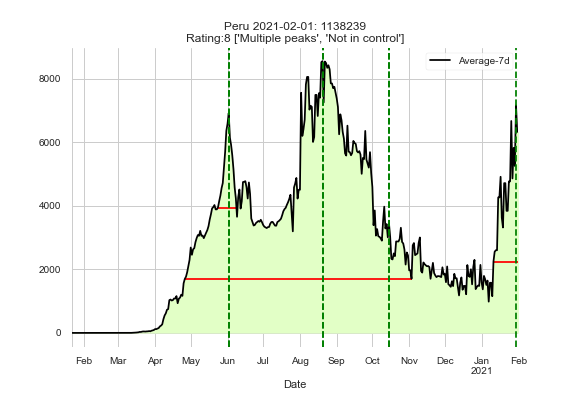 Peru 2021-02-01: 1138239
Rating:8 ['Multiple peaks', 'Not in control']
Average-7d
8000
6000
4000
2000
0
Feb Mar Apr May Jun Jul Aug Sep Oct Nov Dec Jan Feb
2021
Date